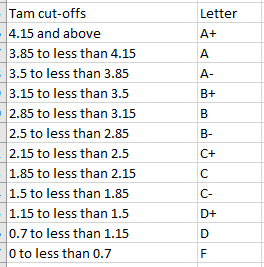 Tam cut-offs Letter
4.15 and above A+
3.85 to less than 4.15 A
3.5 to less than 3.85 A-
3.15 to less than 3.5 B+
2.85 to less than 3.15 B
2.5 to less than 2.85 B-
2.15 to less than 2.5 C+
1.85 to less than 2.15 C
1.5 to less than 1.85 C-
1.15 to less than 1.5 D+
0.7 to less than 1.15 D
0 to less than 0.7 F